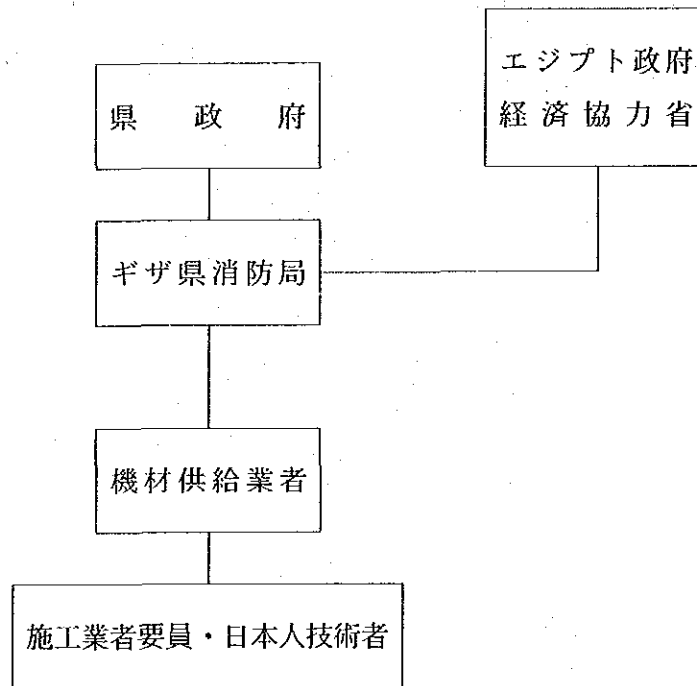 エジプト政府
経済協力省
県政府
ギザ県消防局
機材供給業者
施工業者要員・日本人技術者